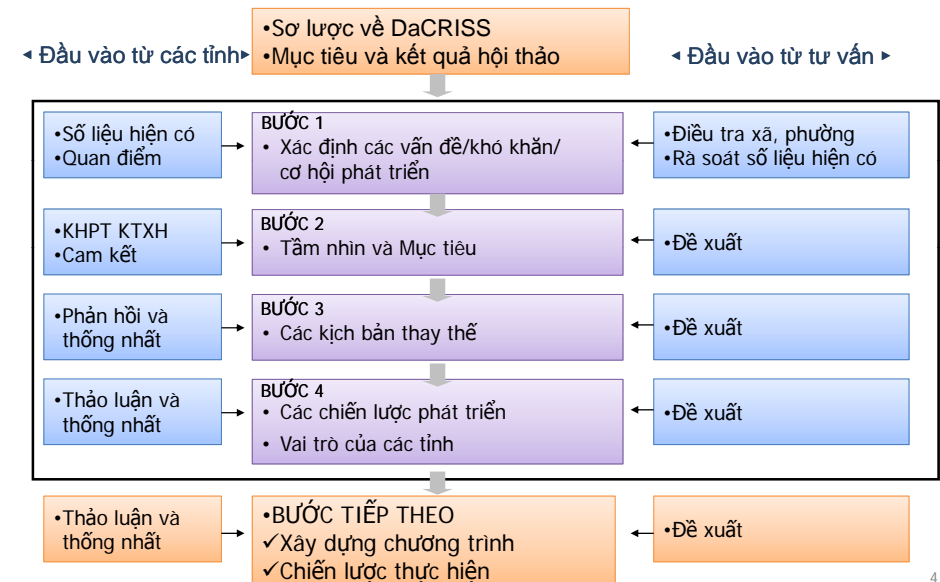 •Sơ lược về DaCRISS
•Mục tiêu và kết quả hội thảo
◄ Đầu vào từ các tỉnh►
◄ Đầu vào từ tư vấn ►
•Số liệu hiện có
•Quan điểm
BƯỚC 1
• Xác định các vấn đề/khó khăn/
cơ hội phát triển
•Điều tra xã, phường
•Rà soát số liệu hiện có
•KHPT KTXH
•Cam kết
BƯỚC 2
• Tầm nhìn và Mục tiêu
•Đề xuất
•Phản hồi và
thống nhất
BƯỚC 3
• Các kịch bản thay thế
•Đề xuất
•Thảo luận và
thống nhất
BƯỚC 4
• Các chiến lược phát triển
• Vai trò của các tỉnh
•Đề xuất
•Thảo luận và
thống nhất
•BƯỚC TIẾP THEO
✓Xây dựng chương trình
✓Chiến lược thực hiện
•Đề xuất
4